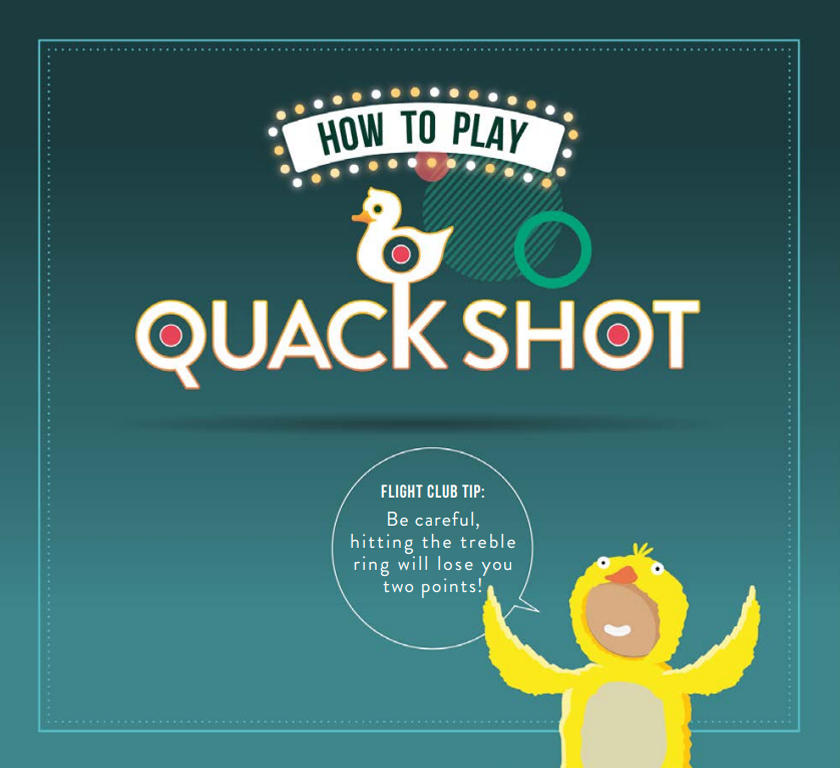 HOW TO PLAY
QUACK SHOT
FLIGHT CLUB TIP:
Be careful,
hitting the treble
ring will lose you
two points!